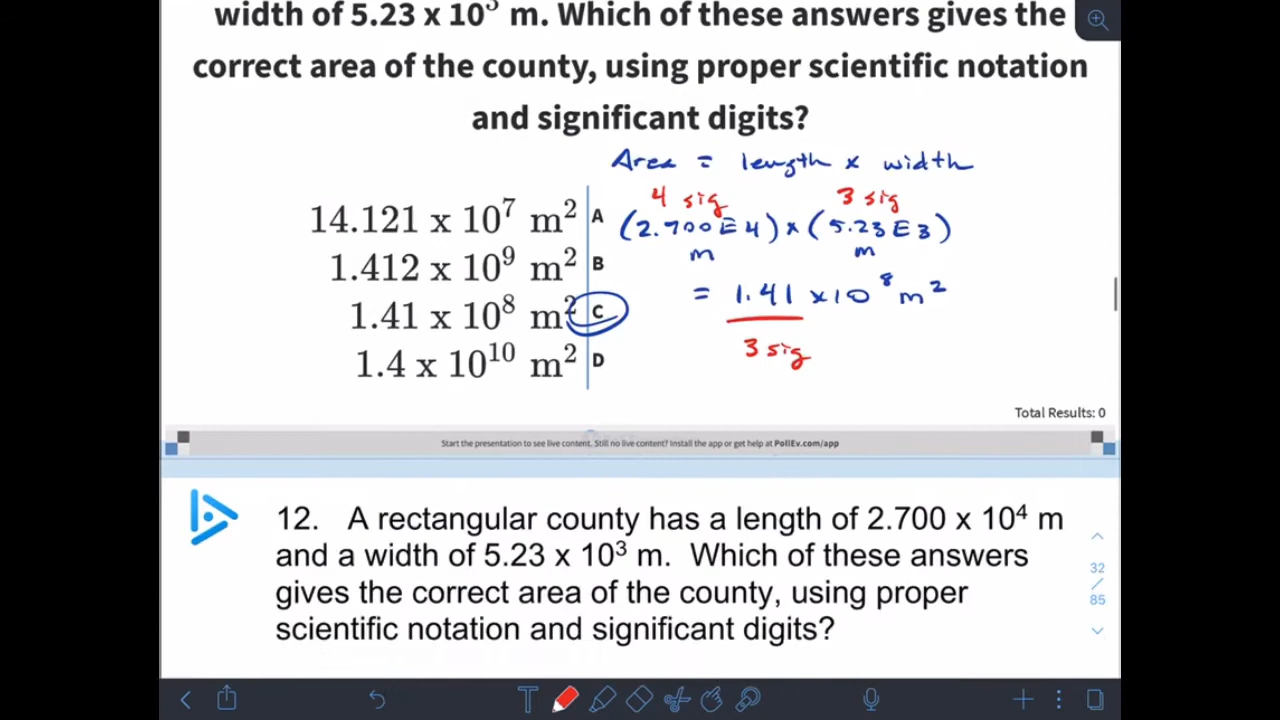 width of 5.23 x 10³ m. Which of these answers gives the
correct area of the county, using proper scientific notation
and significant digits?
Area = length x width
4 sig 3 sig
14.121 x 10⁷ m² A (2.700 E 4) x (5.23 E 3)
m m
1.412 x 10⁹ m² B
= 1.41 x 10⁸ m²
1.41 x 10⁸ m² C
3 sig
1.4 x 10¹⁰ m² D
Total Results: 0
Start the presentation to see live content. Still no live content? Install the app or get help at PollEv.com/app
12. A rectangular county has a length of 2.700 x 10⁴ m
and a width of 5.23 x 10³ m. Which of these answers
gives the correct area of the county, using proper
scientific notation and significant digits?
32
/
85